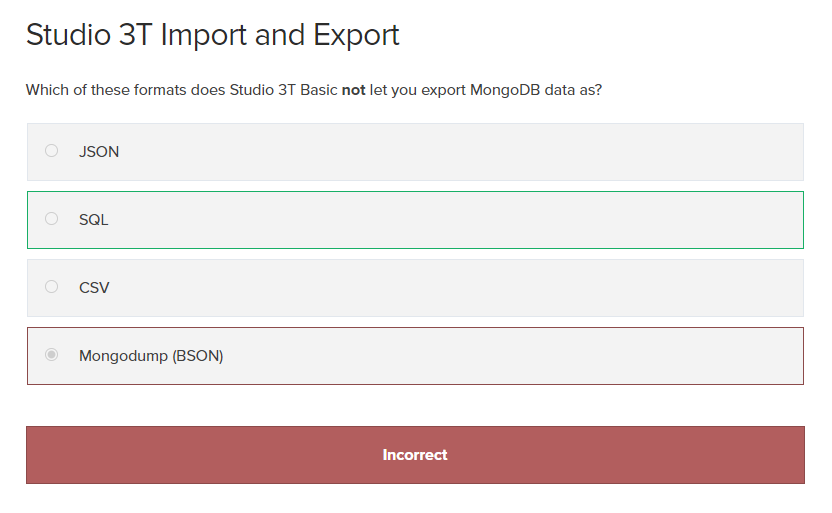 Studio 3T Import and Export
Which of these formats does Studio 3T Basic not let you export MongoDB data as?
JSON
SQL
CSV
Mongodump (BSON)
Incorrect